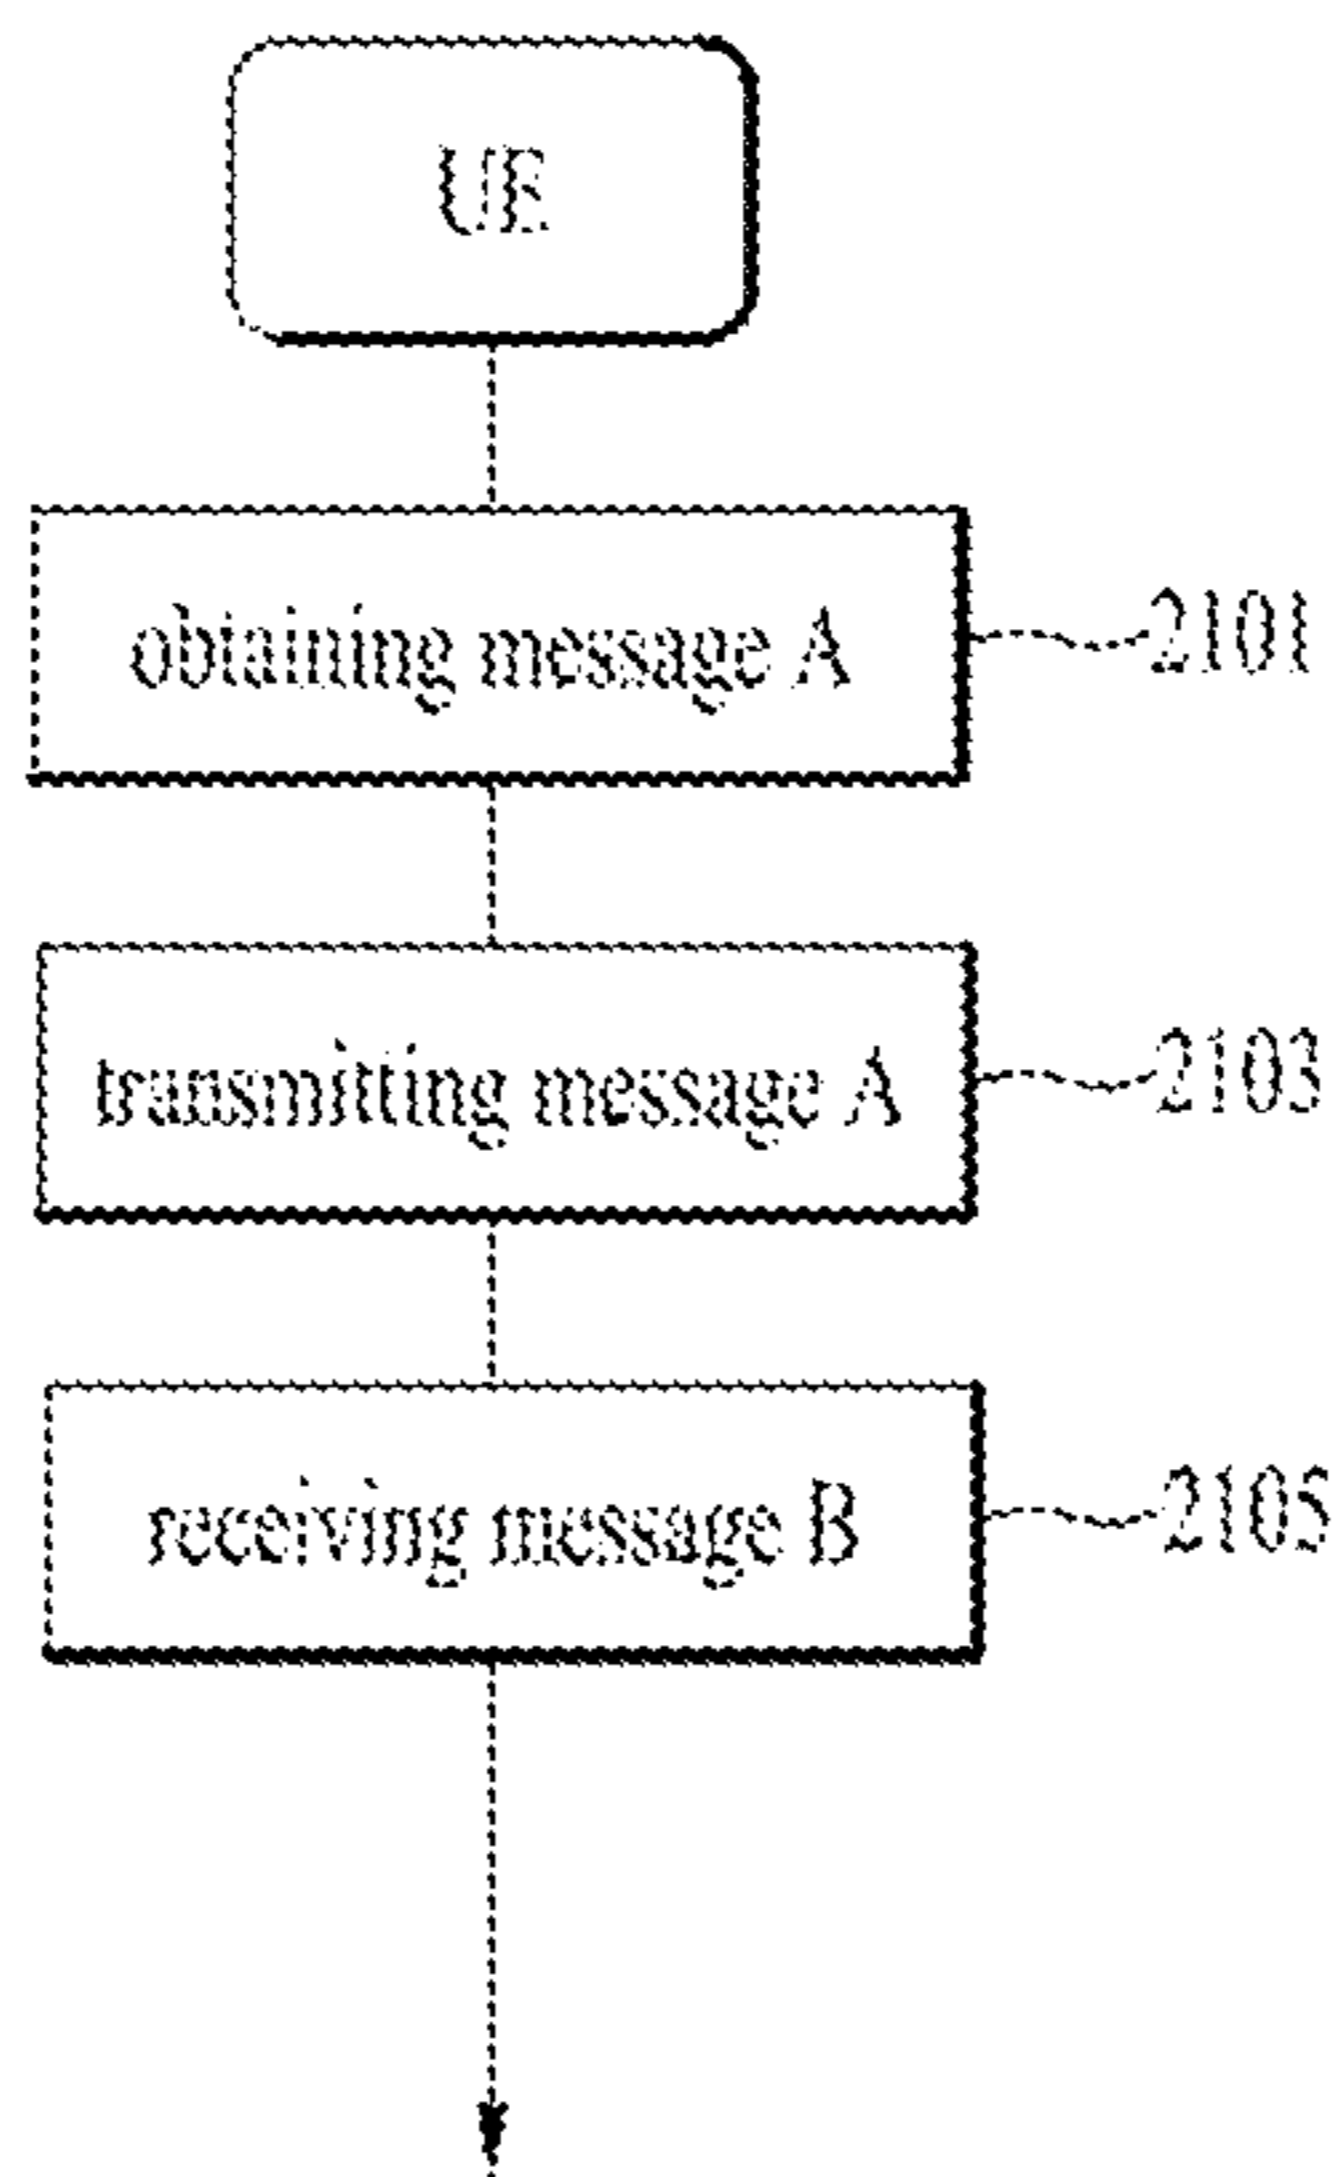 UE
obtaining message A
2101
transmitting message A
2103
receiving message B
2105